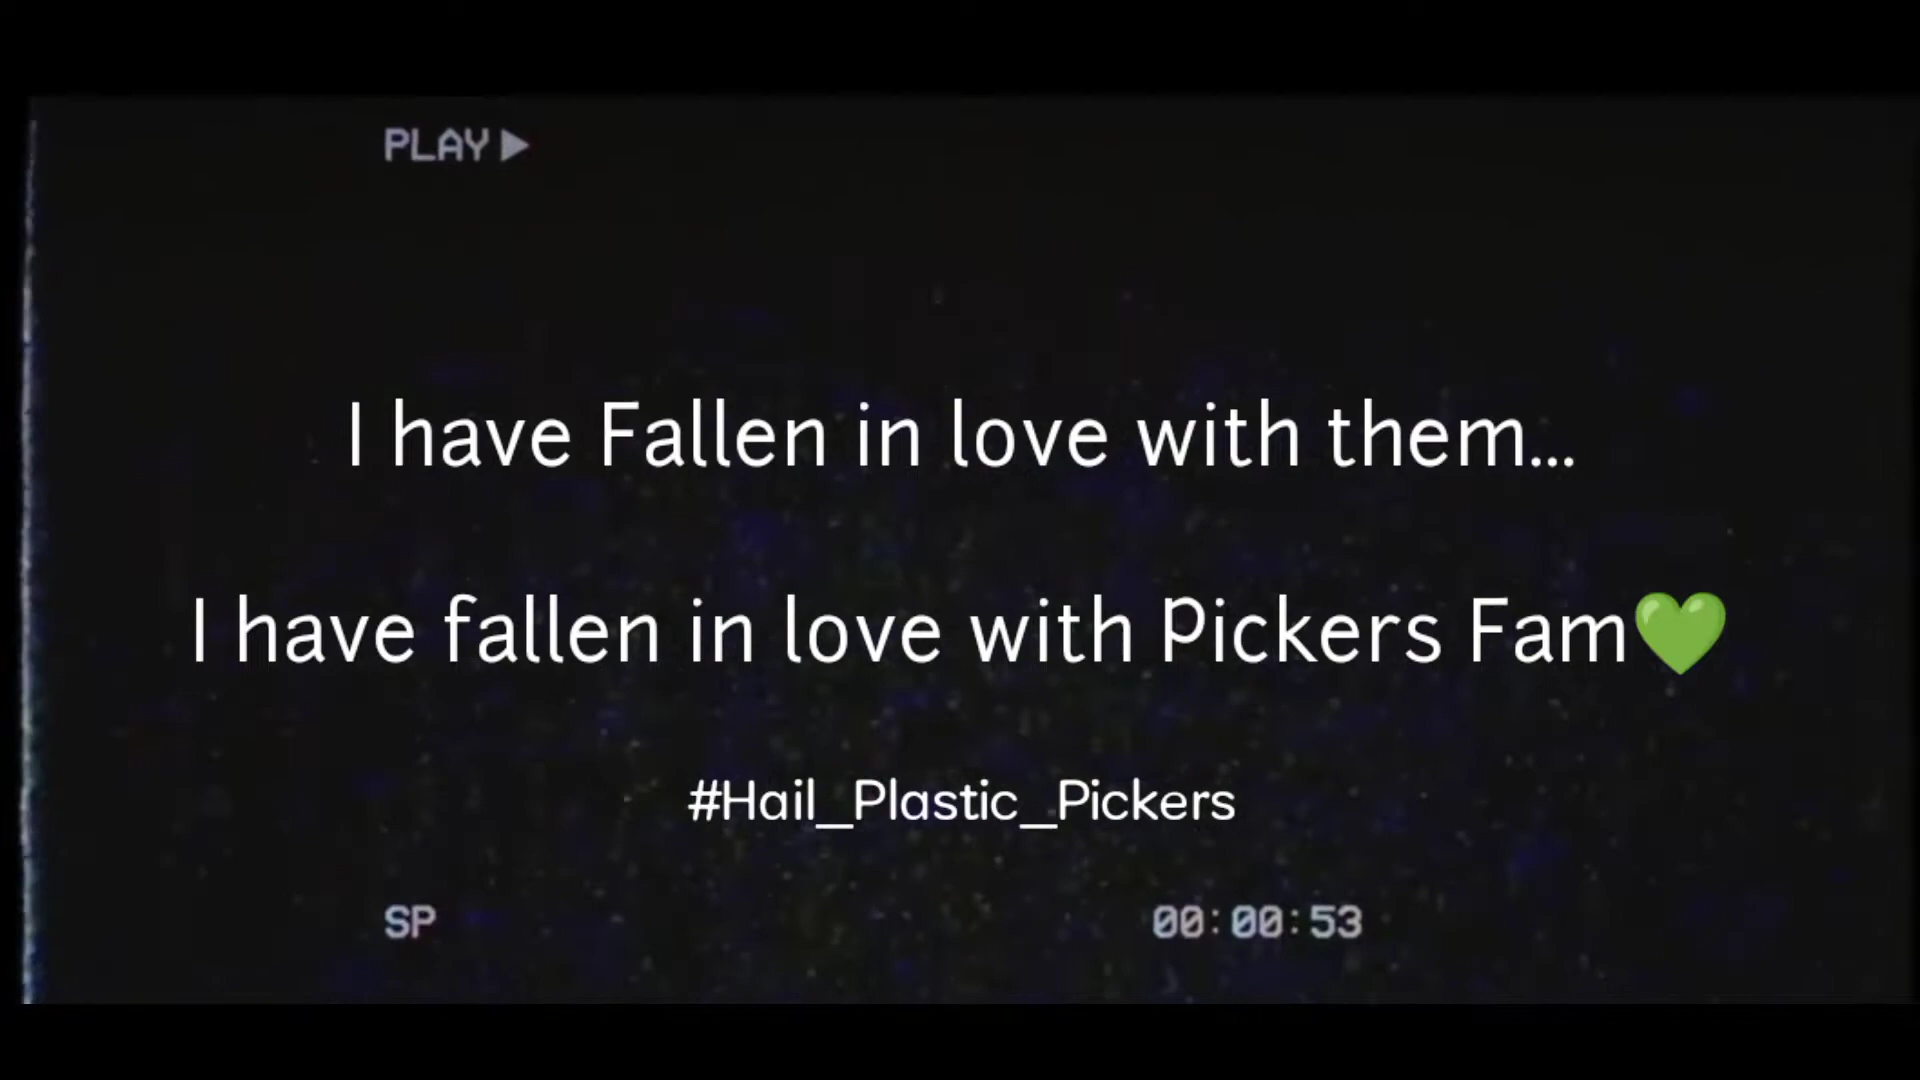 PLAY ▶
I have Fallen in love with them...
I have fallen in love with Pickers Fam💚
#Hail_Plastic_Pickers
SP
00:00:53